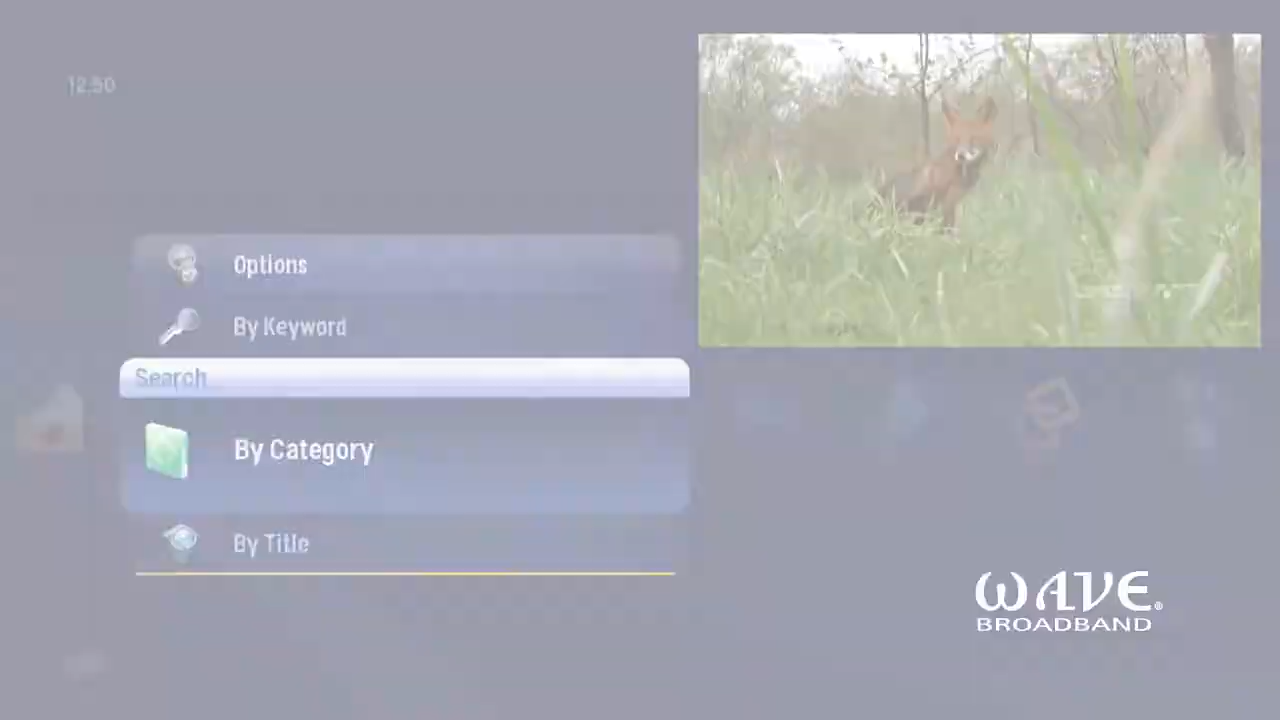 12:50
Options
By Keyword
Search
By Category
By Title
WAVE®
BROADBAND